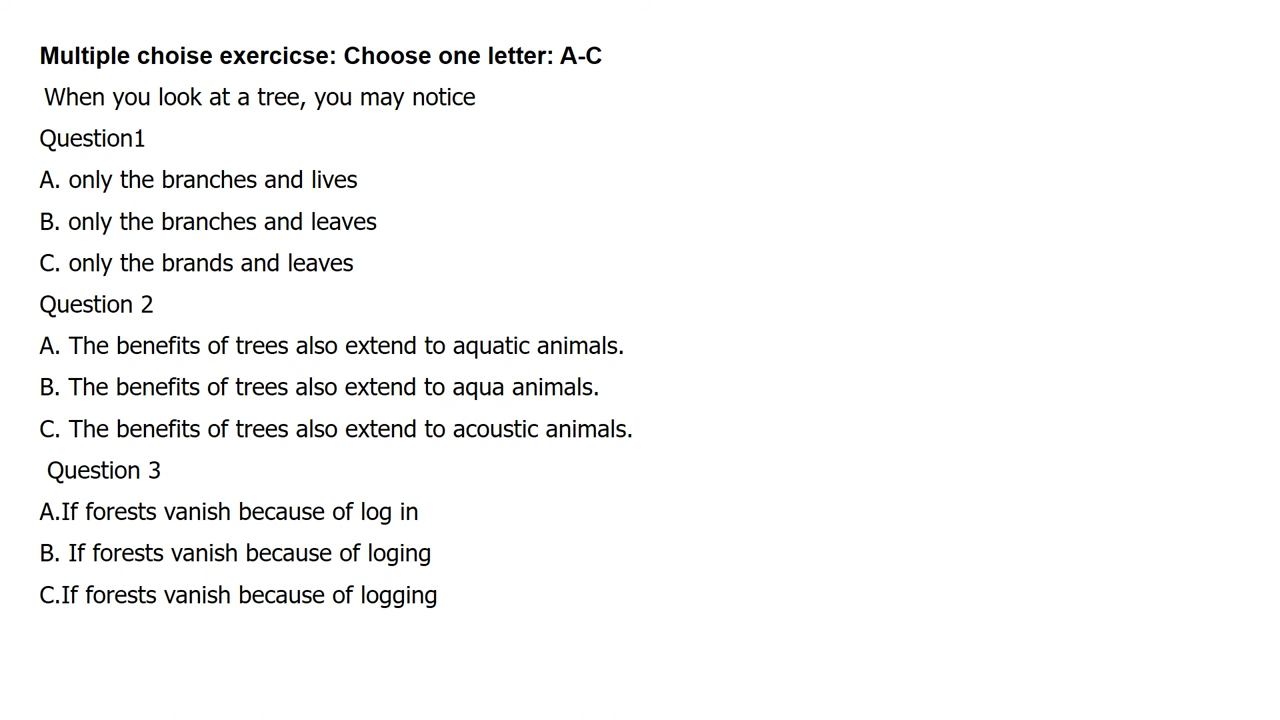 Multiple choise exercicse: Choose one letter: A-C
When you look at a tree, you may notice
Question1
A. only the branches and lives
B. only the branches and leaves
C. only the brands and leaves
Question 2
A. The benefits of trees also extend to aquatic animals.
B. The benefits of trees also extend to aqua animals.
C. The benefits of trees also extend to acoustic animals.
Question 3
A.If forests vanish because of log in
B. If forests vanish because of loging
C.If forests vanish because of logging